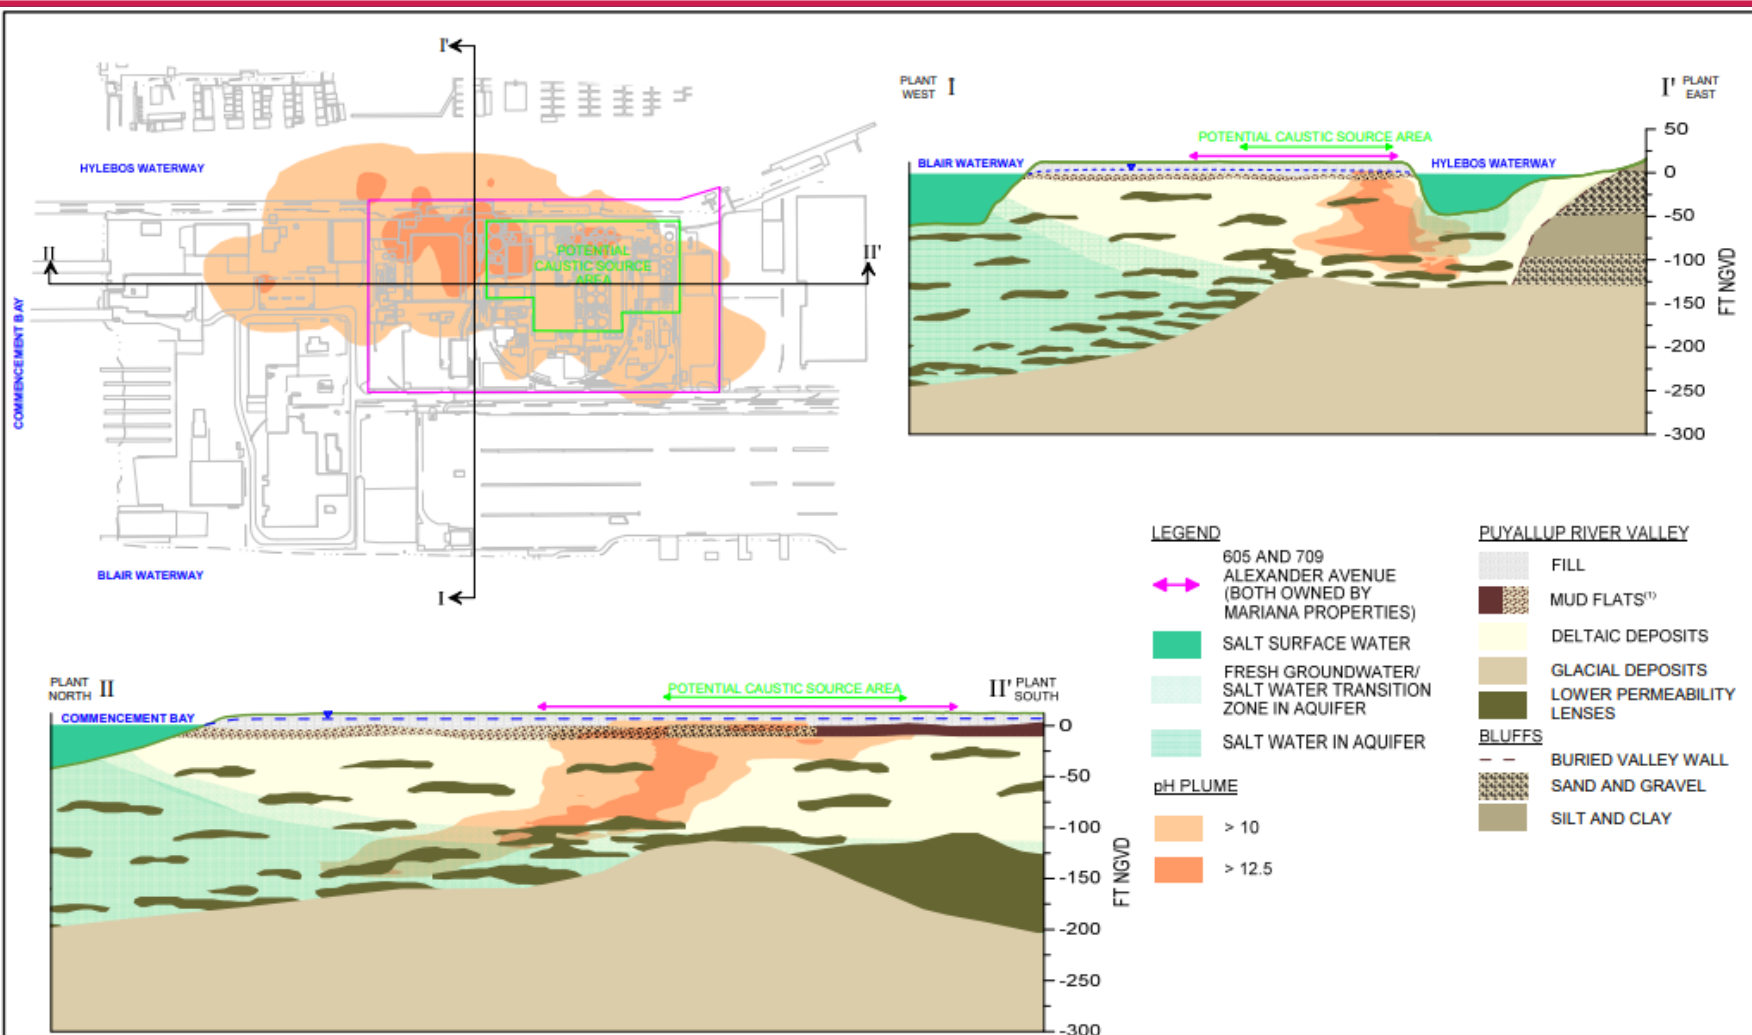 I'
HYLEBOS WATERWAY
II
II'
POTENTIAL
CAUSTIC SOURCE
AREA
COMMENCEMENT BAY
BLAIR WATERWAY
I
PLANT
WEST I
I' PLANT
EAST
POTENTIAL CAUSTIC SOURCE AREA
BLAIR WATERWAY
HYLEBOS WATERWAY
50
0
-50
-100
-150
-200
-250
-300
FT NGVD
PLANT
NORTH II
II' PLANT
SOUTH
POTENTIAL CAUSTIC SOURCE AREA
COMMENCEMENT BAY
0
-50
-100
-150
-200
-250
-300
FT NGVD
LEGEND
605 AND 709
ALEXANDER AVENUE
(BOTH OWNED BY
MARIANA PROPERTIES)
SALT SURFACE WATER
FRESH GROUNDWATER/
SALT WATER TRANSITION
ZONE IN AQUIFER
SALT WATER IN AQUIFER
pH PLUME
> 10
> 12.5
PUYALLUP RIVER VALLEY
FILL
MUD FLATS⁽¹⁾
DELTAIC DEPOSITS
GLACIAL DEPOSITS
LOWER PERMEABILITY
LENSES
BLUFFS
BURIED VALLEY WALL
SAND AND GRAVEL
SILT AND CLAY